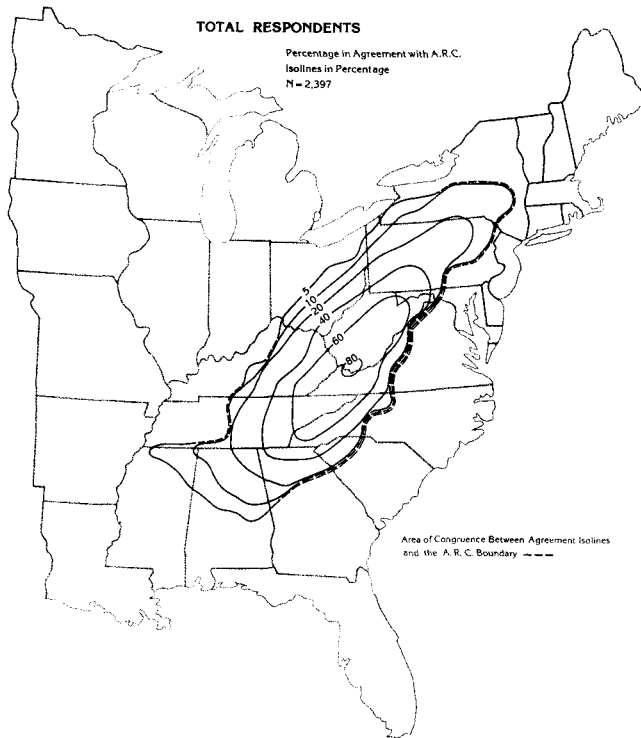 TOTAL RESPONDENTS
Percentage in Agreement with A.R.C.
Isolines in Percentage
N = 2,397
5
10
20
40
60
80
Area of Congruence Between Agreement Isolines
and the A. R. C. Boundary